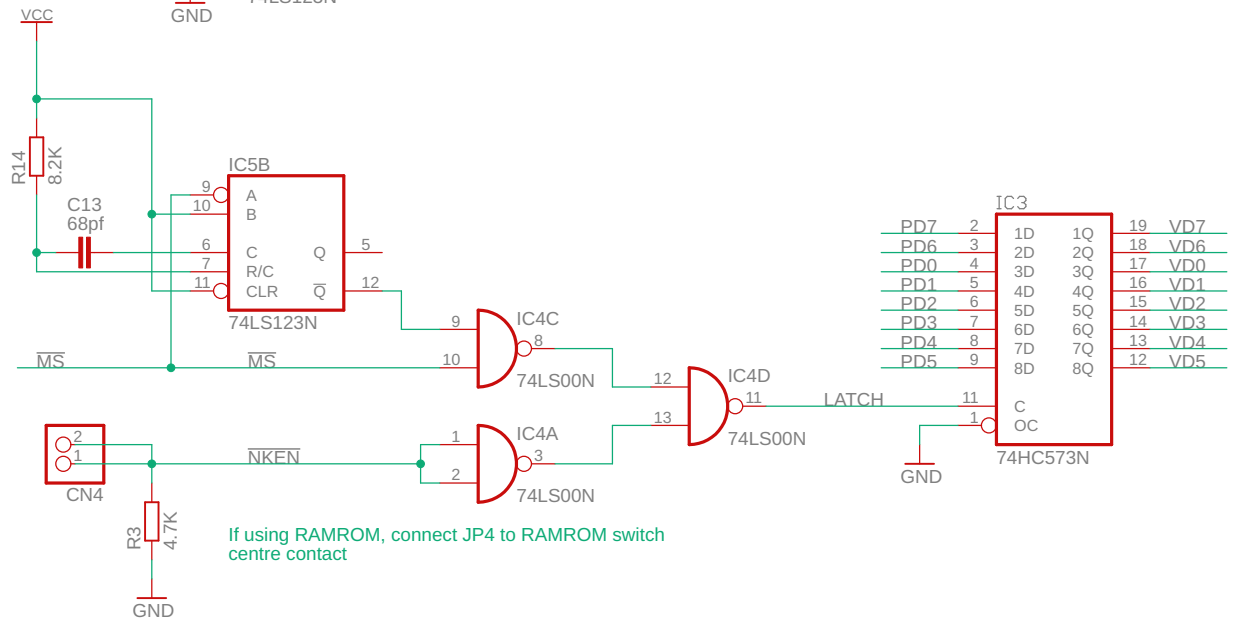 74LS123N
GND
VCC
R14
8.2K
C13
68pf
IC5B
9
A
10
B
6
C
7
R/C
11
CLR
Q
5
Q
12
74LS123N
MS
MS
9
10
IC4C
8
74LS00N
2
1
CN4
NKEN
1
2
IC4A
3
74LS00N
R3
4.7K
GND
If using RAMROM, connect JP4 to RAMROM switch
centre contact
12
13
IC4D
11
74LS00N
LATCH
IC3
PD7 2 1D 1Q 19 VD7
PD6 3 2D 2Q 18 VD6
PD0 4 3D 3Q 17 VD0
PD1 5 4D 4Q 16 VD1
PD2 6 5D 5Q 15 VD2
PD3 7 6D 6Q 14 VD3
PD4 8 7D 7Q 13 VD4
PD5 9 8D 8Q 12 VD5
11 C
1 OC
74HC573N
GND